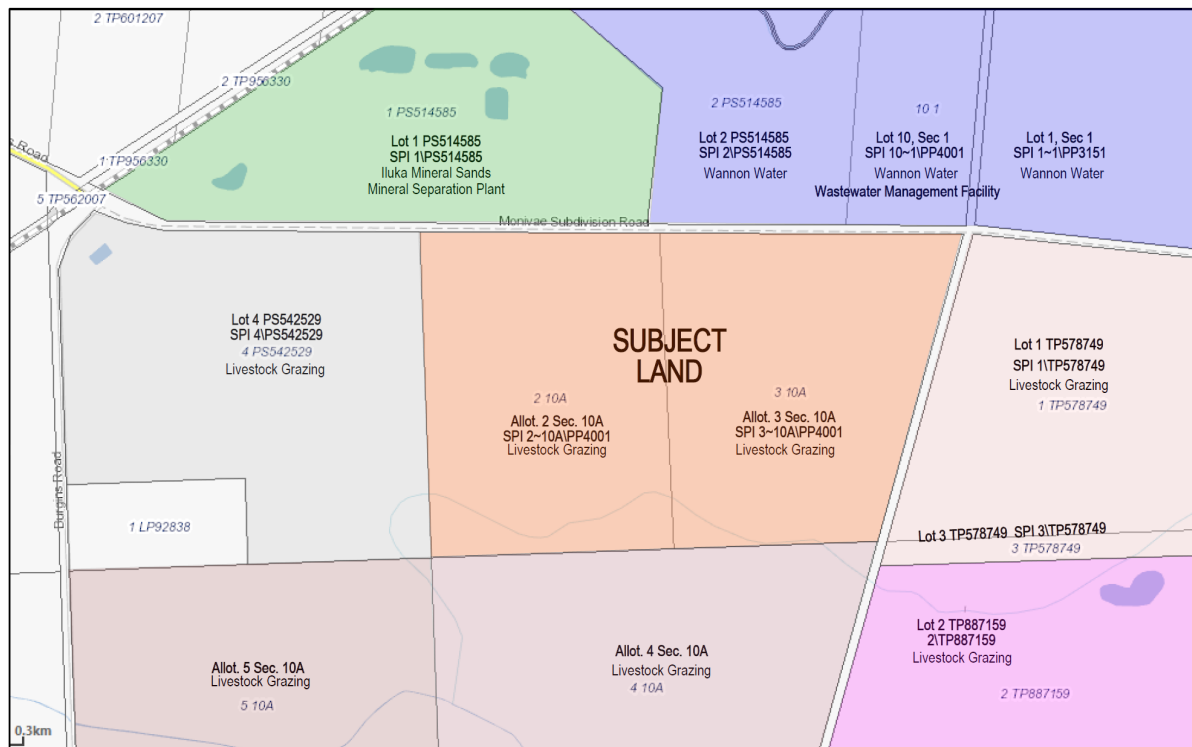 2 TP601207
2 TP956330
1 PS514585
Lot 1 PS514585
SPI 1\PS514585
Iluka Mineral Sands
Mineral Separation Plant
2 PS514585
Lot 2 PS514585
SPI 2\PS514585
Wannon Water
10 1
Lot 10, Sec 1
SPI 10~1\PP4001
Wannon Water
Wastewater Management Facility
Lot 1, Sec 1
SPI 1~1\PP3151
Wannon Water
s Road
1 TP956330
5 TP562007
Monivae Subdivision Road
Lot 4 PS542529
SPI 4\PS542529
4 PS542529
Livestock Grazing
SUBJECT
LAND
2 10A
Allot. 2 Sec. 10A
SPI 2~10A\PP4001
Livestock Grazing
3 10A
Allot. 3 Sec. 10A
SPI 3~10A\PP4001
Livestock Grazing
Lot 1 TP578749
SPI 1\TP578749
Livestock Grazing
1 TP578749
Durgins Road
1 LP92838
Lot 3 TP578749 SPI 3\TP578749
3 TP578749
Lot 2 TP887159
2\TP887159
Livestock Grazing
2 TP887159
Allot. 5 Sec. 10A
Livestock Grazing
5 10A
Allot. 4 Sec. 10A
Livestock Grazing
4 10A
0.3km